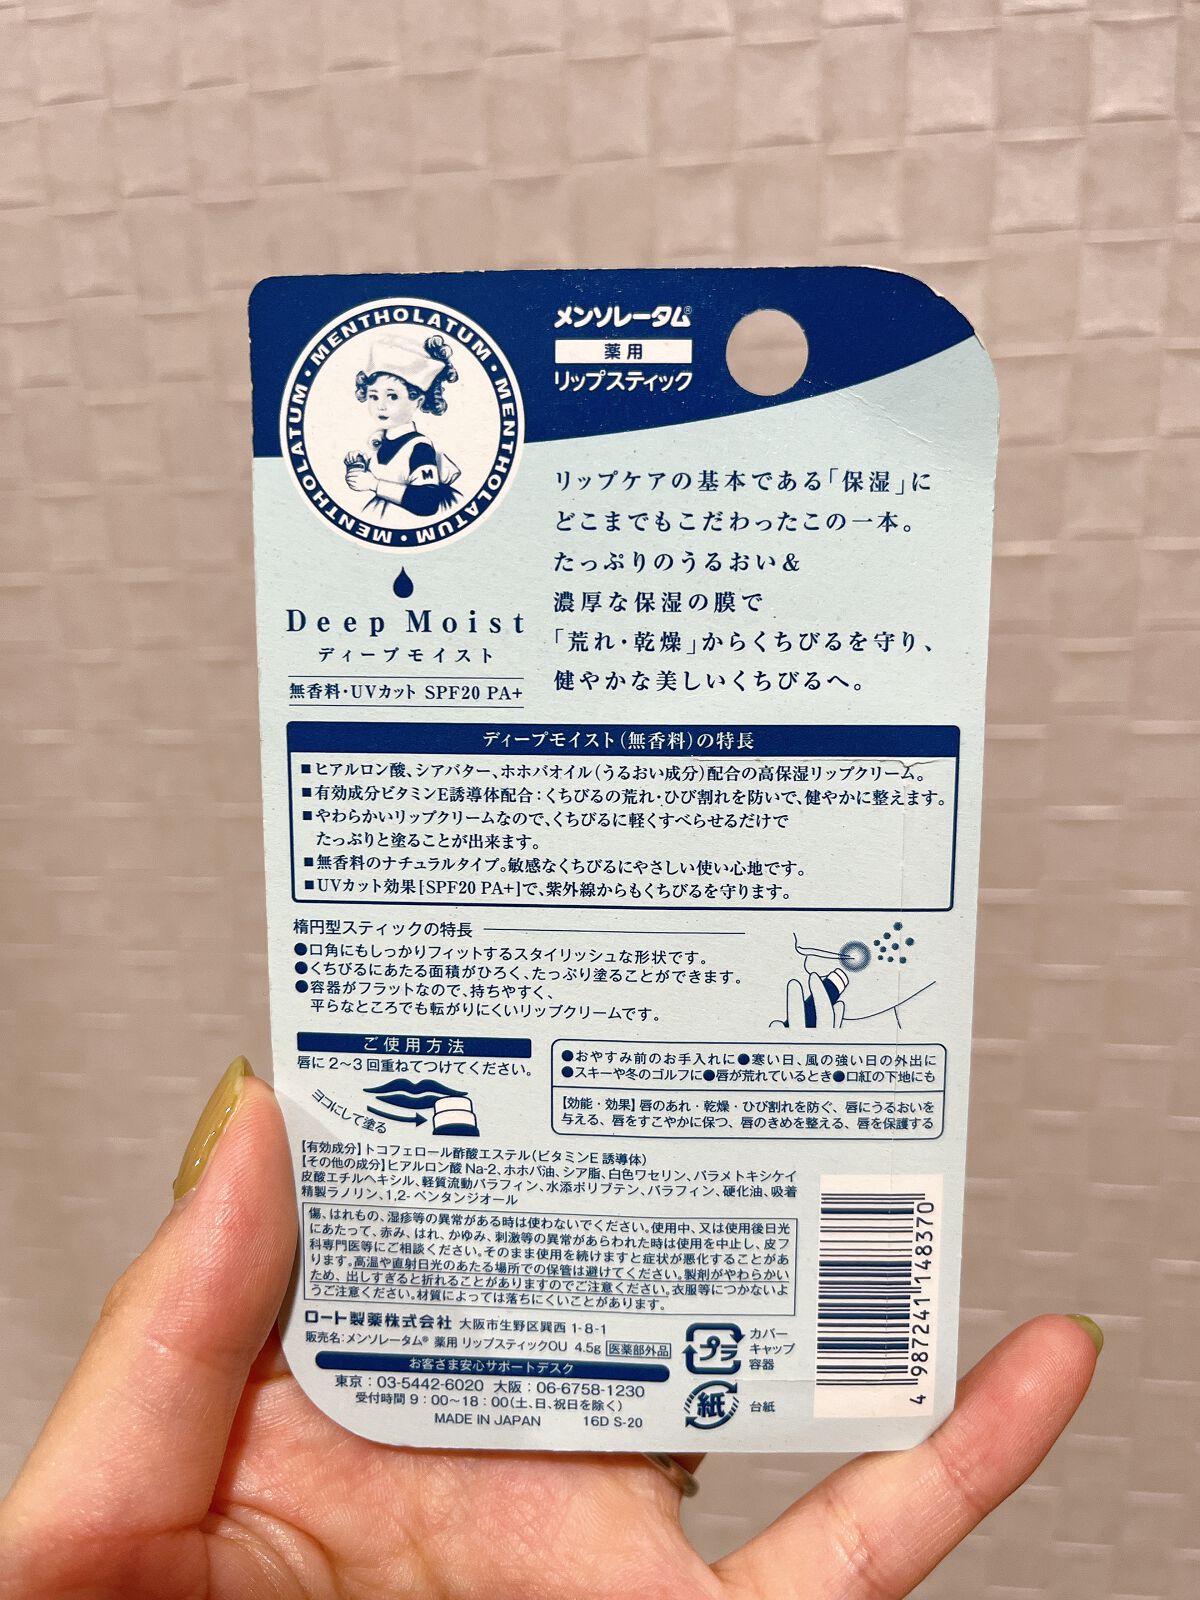 MENTHOLATUM・MENTHOLATUM・MENTHOLATUM・
M
メンソレータム®
薬用
リップスティック
Deep Moist
ディープモイスト
無香料・UVカット SPF20 PA+
リップケアの基本である「保湿」に
どこまでもこだわったこの一本。
たっぷりのうるおい&
濃厚な保湿の膜で
「荒れ・乾燥」からくちびるを守り、
健やかな美しいくちびるへ。
ディープモイスト(無香料)の特長
■ヒアルロン酸、シアバター、ホホバオイル(うるおい成分)配合の高保湿リップクリーム。
■有効成分ビタミンE誘導体配合:くちびるの荒れ・ひび割れを防いで、健やかに整えます。
■やわらかいリップクリームなので、くちびるに軽くすべらせるだけで
たっぷりと塗ることが出来ます。
■無香料のナチュラルタイプ。敏感なくちびるにやさしい使い心地です。
■UVカット効果[SPF20 PA+]で、紫外線からもくちびるを守ります。
楕円型スティックの特長
●口角にもしっかりフィットするスタイリッシュな形状です。
●くちびるにあたる面積がひろく、たっぷり塗ることができます。
●容器がフラットなので、持ちやすく、
平らなところでも転がりにくいリップクリームです。
ご使用方法
唇に2〜3回重ねてつけてください。
ヨコにして塗る
●おやすみ前のお手入れに●寒い日、風の強い日の外出に
●スキーや冬のゴルフに●唇が荒れているとき●口紅の下地にも
【効能・効果】唇のあれ・乾燥・ひび割れを防ぐ、唇にうるおいを
与える、唇をすこやかに保つ、唇のきめを整える、唇を保護する
【有効成分】トコフェロール酢酸エステル(ビタミンE誘導体)
【その他の成分】ヒアルロン酸Na-2、ホホバ油、シア脂、白色ワセリン、パラメトキシケイ
皮酸エチルヘキシル、軽質流動パラフィン、水添ポリブテン、パラフィン、硬化油、吸着
精製ラノリン、1,2-ペンタンジオール
傷、はれもの、湿疹等の異常がある時は使わないでください。使用中、又は使用後日光
にあたって、赤み、はれ、かゆみ、刺激等の異常があらわれた時は使用を中止し、皮フ
科専門医等にご相談ください。そのまま使用を続けますと症状が悪化することがあ
ります。高温や直射日光のあたる場所での保管は避けてください。製剤がやわらかい
ため、出しすぎると折れることがありますのでご注意ください。衣服等につかないよ
うご注意ください。材質によっては落ちにくいことがあります。
ロート製薬株式会社 大阪市生野区巽西1-8-1
販売名:メンソレータム® 薬用 リップスティックOU 4.5g 医薬部外品
お客さま安心サポートデスク
東京:03-5442-6020 大阪:06-6758-1230
受付時間 9:00〜18:00(土、日、祝日を除く)
MADE IN JAPAN 16D S-20
プラ
カバー
キャップ
容器
紙
台紙
4 987241 148370